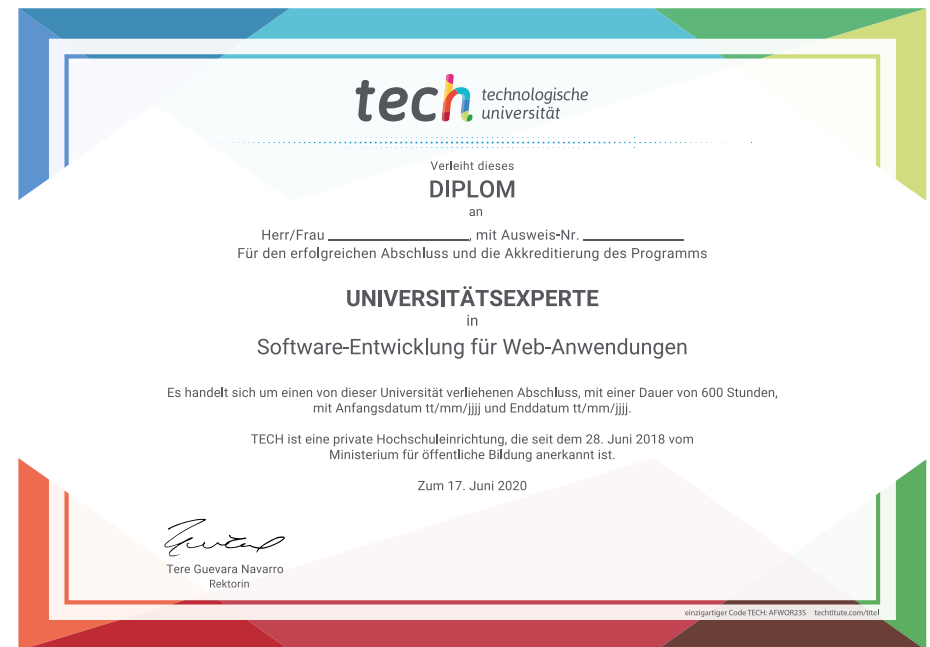 tech technologische
universität
Verleiht dieses
DIPLOM
an
Herr/Frau ____________, mit Ausweis-Nr. ____________
Für den erfolgreichen Abschluss und die Akkreditierung des Programms
UNIVERSITÄTSEXPERTE
in
Software-Entwicklung für Web-Anwendungen
Es handelt sich um einen von dieser Universität verliehenen Abschluss, mit einer Dauer von 600 Stunden,
mit Anfangsdatum tt/mm/jjjj und Enddatum tt/mm/jjjj.
TECH ist eine private Hochschuleinrichtung, die seit dem 28. Juni 2018 vom
Ministerium für öffentliche Bildung anerkannt ist.
Zum 17. Juni 2020
Tere Guevara Navarro
Rektorin
einzigartiger Code TECH: AFWOR235 techtitute.com/titel